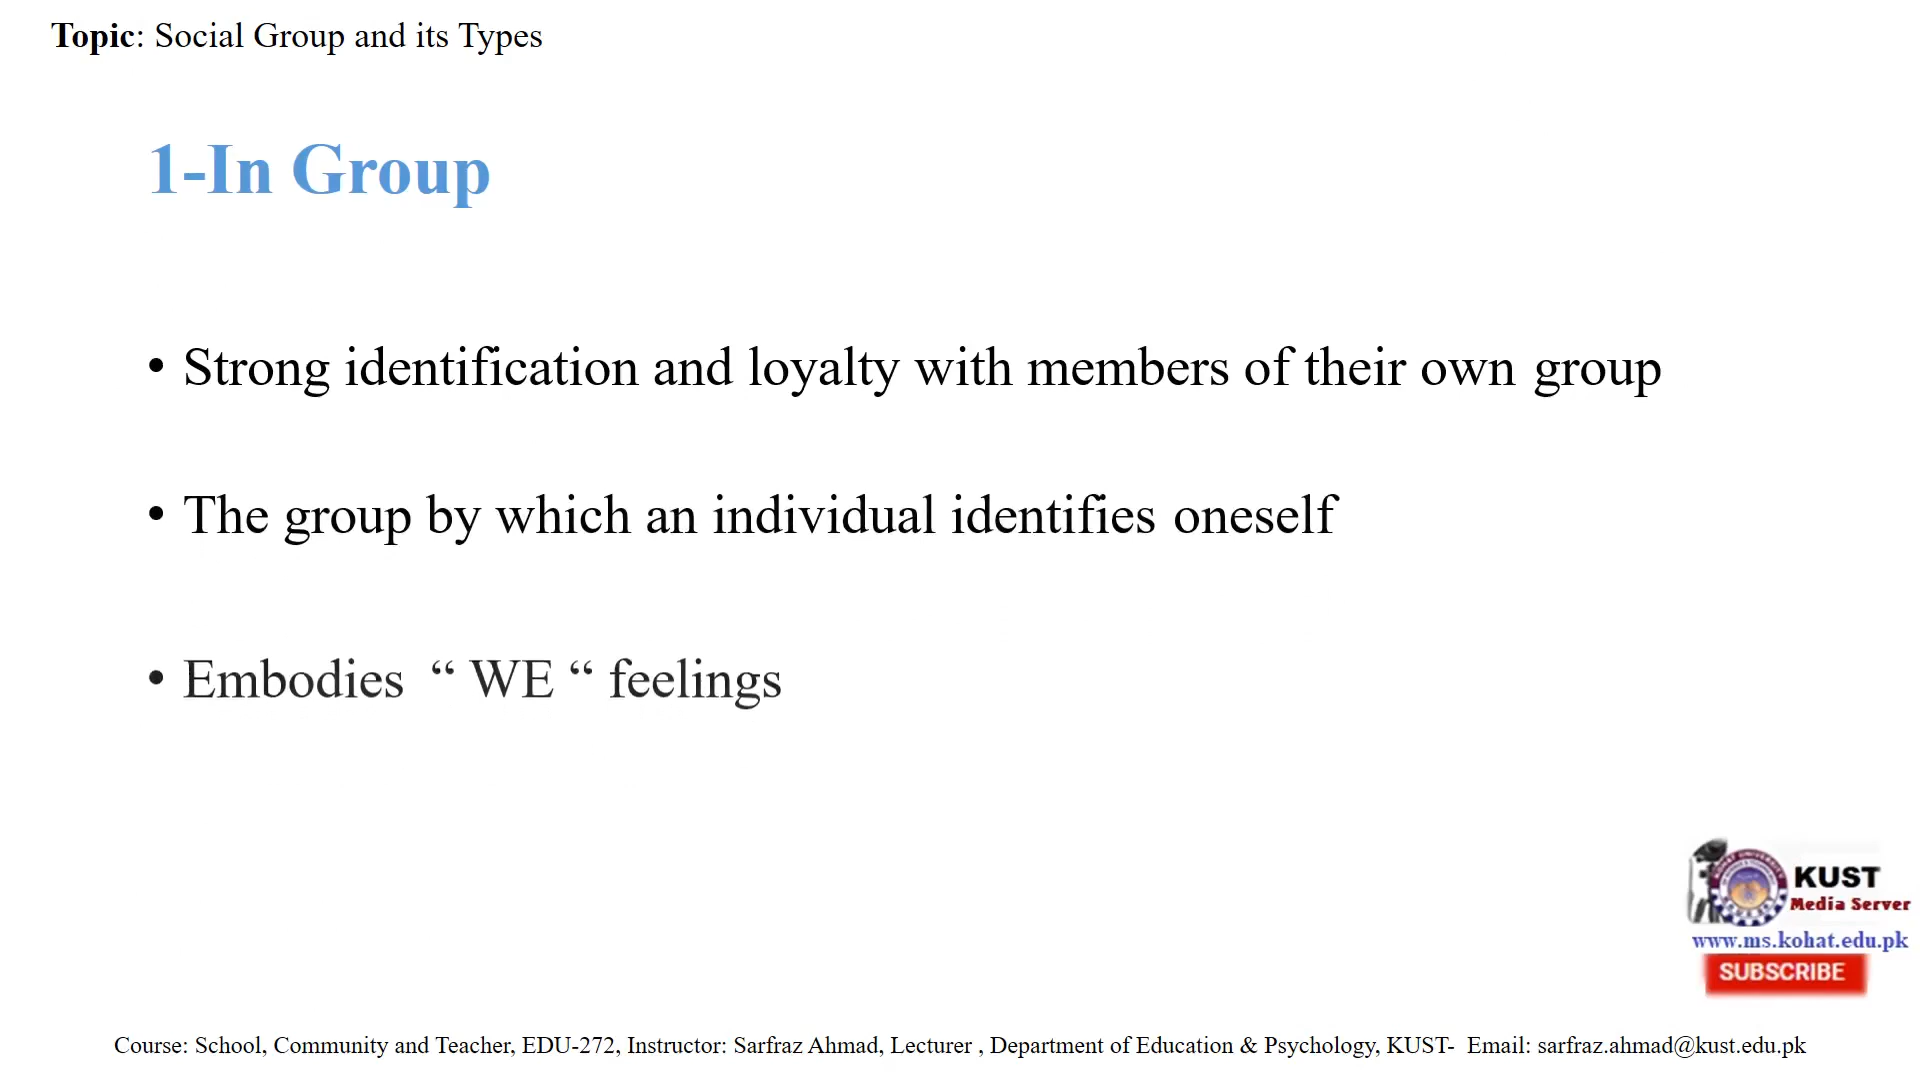 Topic: Social Group and its Types
1-In Group
• Strong identification and loyalty with members of their own group
• The group by which an individual identifies oneself
• Embodies “ WE “ feelings
KUST
Media Server
www.ms.kohat.edu.pk
SUBSCRIBE
Course: School, Community and Teacher, EDU-272, Instructor: Sarfraz Ahmad, Lecturer , Department of Education & Psychology, KUST- Email: sarfraz.ahmad@kust.edu.pk